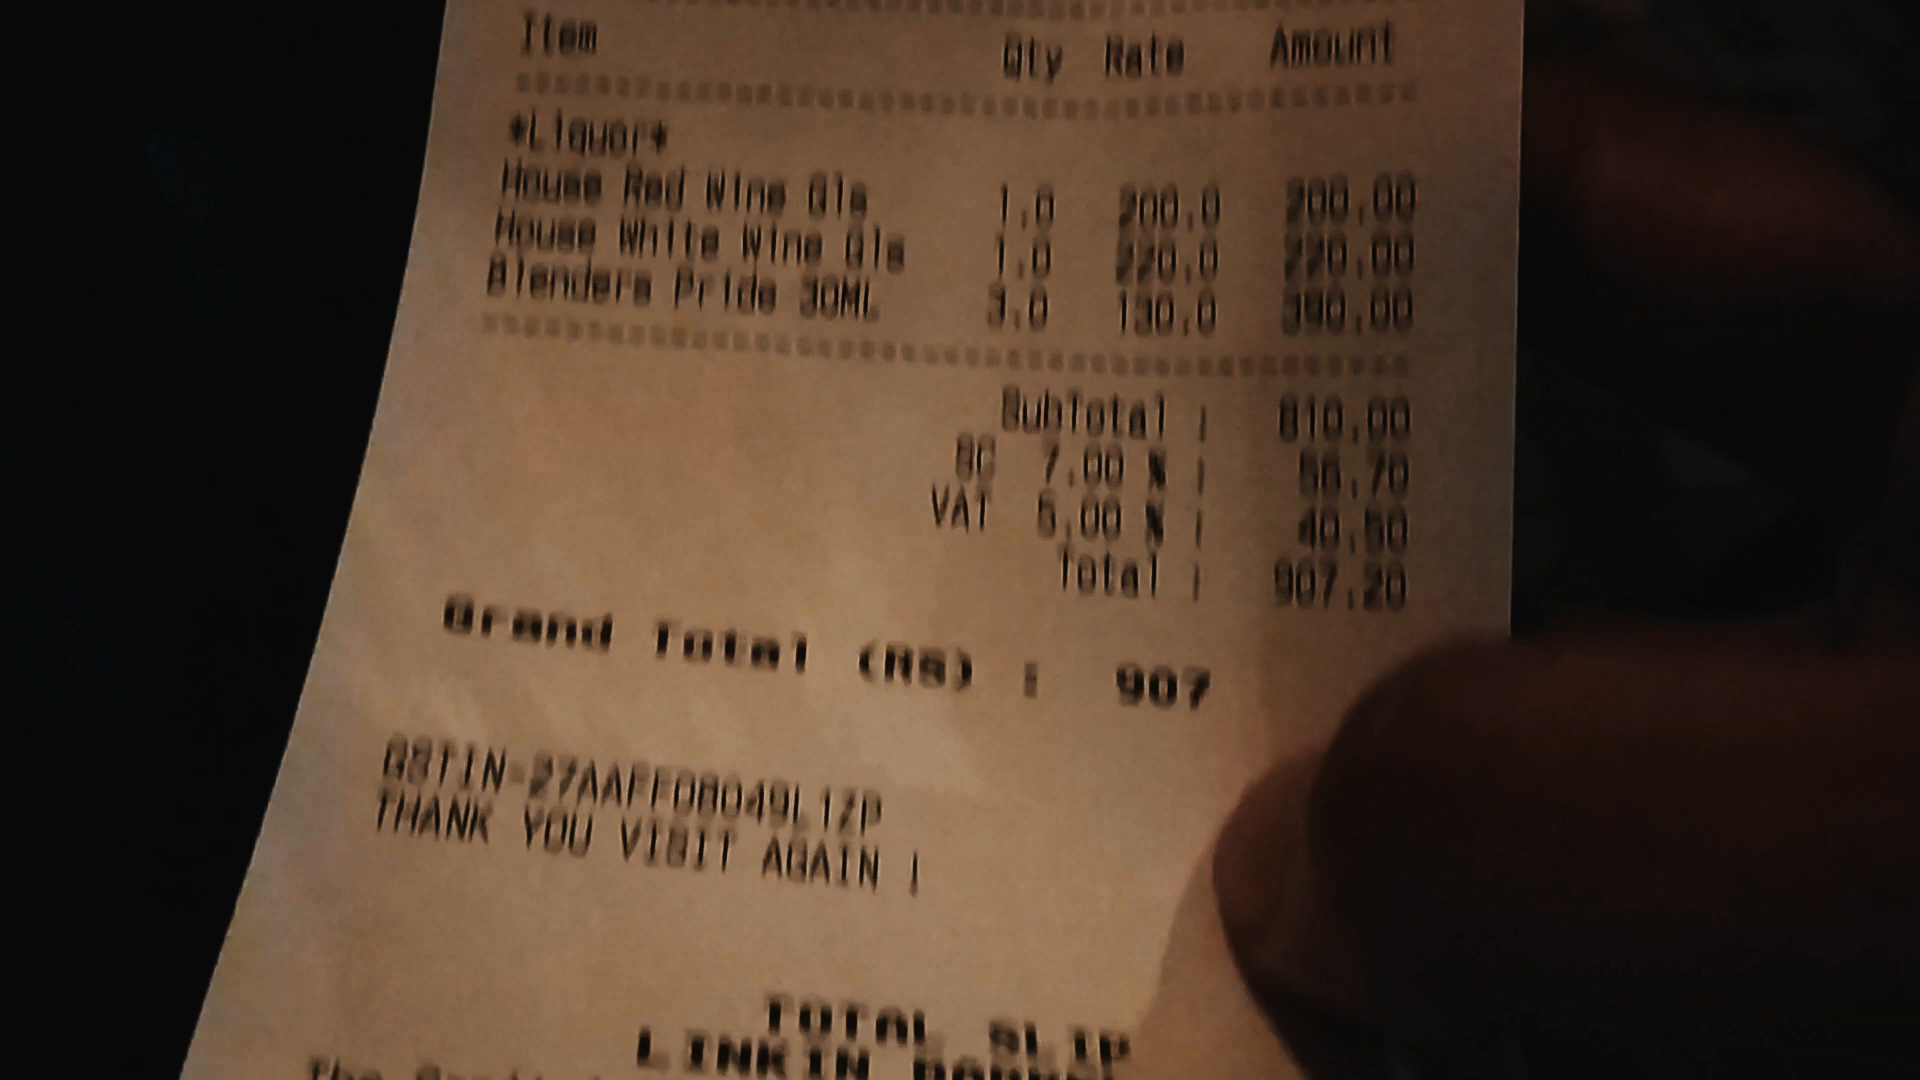 Item Qty Rate Amount
*Liquor*
House Red Wine Gls 1.0 200.0 200.00
House White Wine Gls 1.0 220.0 220.00
Blenders Pride 30ML 3.0 130.0 390.00
SubTotal : 810.00
SC 7.00 % : 56.70
VAT 5.00 % : 40.50
Total : 907.20
Grand Total (RS) : 907
THANK YOU VISIT AGAIN !
TOTAL SLIP
LINKIN
The